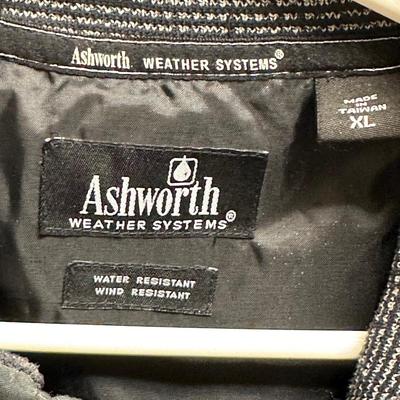 Ashworth® WEATHER SYSTEMS®
MADE
IN
TAIWAN
XL
Ashworth®
WEATHER SYSTEMS®
WATER RESISTANT
WIND RESISTANT